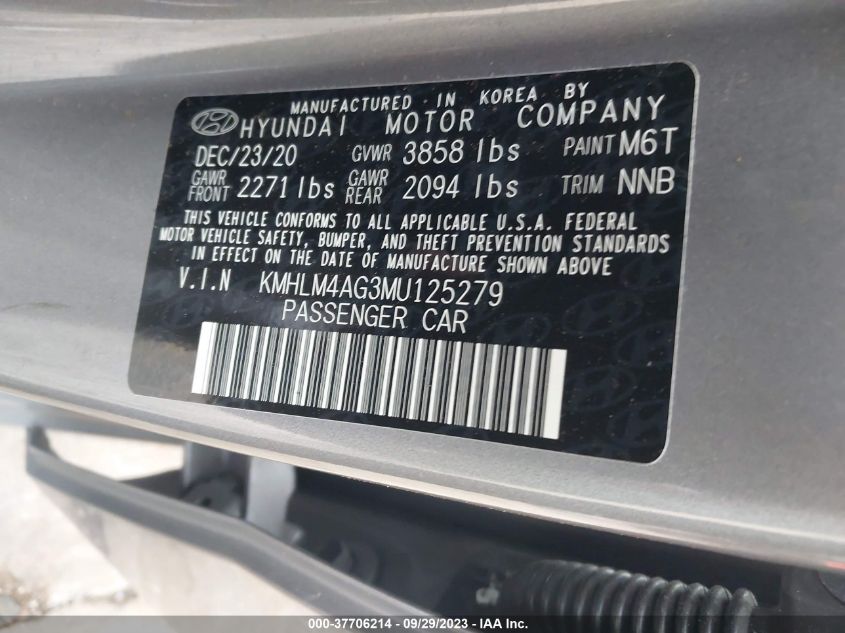 MANUFACTURED IN KOREA BY
HYUNDAI MOTOR COMPANY
DEC/23/20 GVWR 3858 lbs PAINT M6T
GAWR FRONT 2271 lbs GAWR REAR 2094 lbs TRIM NNB
THIS VEHICLE CONFORMS TO ALL APPLICABLE U.S.A. FEDERAL
MOTOR VEHICLE SAFETY, BUMPER, AND THEFT PREVENTION STANDARDS
IN EFFECT ON THE DATE OF MANUFACTURE SHOWN ABOVE
V.I.N KMHLM4AG3MU125279
PASSENGER CAR
000-37706214 - 09/29/2023 - IAA Inc.